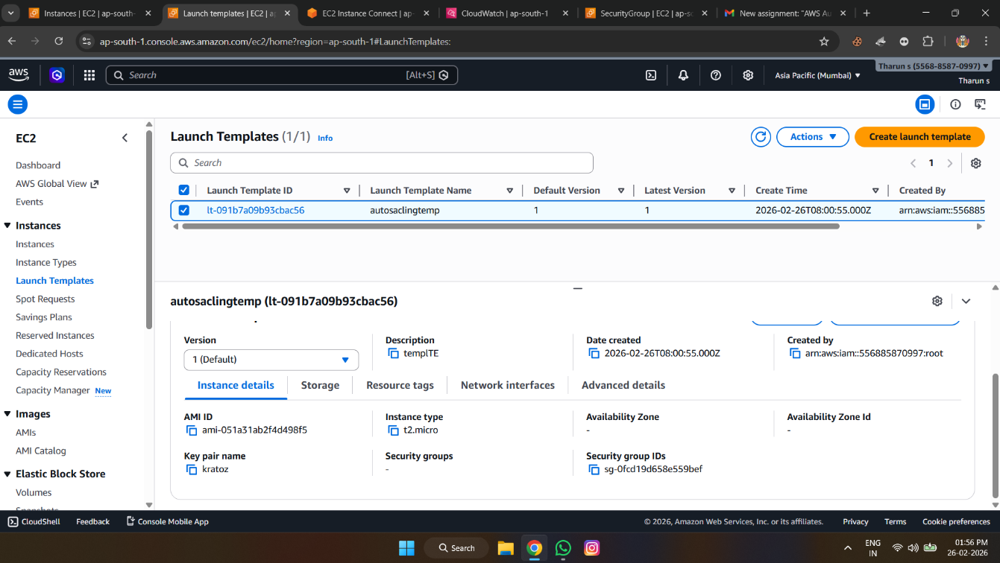 Instances | EC2 | ap-south-
Launch templates | EC2 | a
EC2 Instance Connect | ap-
CloudWatch | ap-south-1
SecurityGroup | EC2 | ap-so
New assignment: "AWS Au
ap-south-1.console.aws.amazon.com/ec2/home?region=ap-south-1#LaunchTemplates:
aws
Search
[Alt+S]
Asia Pacific (Mumbai)
Tharun s (5568-8587-0997)
Tharun s
EC2
Dashboard
AWS Global View
Events
Instances
Instances
Instance Types
Launch Templates
Spot Requests
Savings Plans
Reserved Instances
Dedicated Hosts
Capacity Reservations
Capacity Manager New
Images
AMIs
AMI Catalog
Elastic Block Store
Volumes
Snapshots
Launch Templates (1/1) Info
Actions
Create launch template
Search
1
Launch Template ID
Launch Template Name
Default Version
Latest Version
Create Time
Created By
lt-091b7a09b93cbac56
autosaclingtemp
1
1
2026-02-26T08:00:55.000Z
arn:aws:iam::556885
autosaclingtemp (lt-091b7a09b93cbac56)
Version
1 (Default)
Description
templTE
Date created
2026-02-26T08:00:55.000Z
Created by
arn:aws:iam::556885870997:root
Instance details
Storage
Resource tags
Network interfaces
Advanced details
AMI ID
ami-051a31ab2f4d498f5
Instance type
t2.micro
Availability Zone
-
Availability Zone Id
-
Key pair name
kratoz
Security groups
-
Security group IDs
sg-0fcd19d658e559bef
CloudShell
Feedback
Console Mobile App
© 2026, Amazon Web Services, Inc. or its affiliates.
Privacy
Terms
Cookie preferences
Search
ENG
IN
01:56 PM
26-02-2026